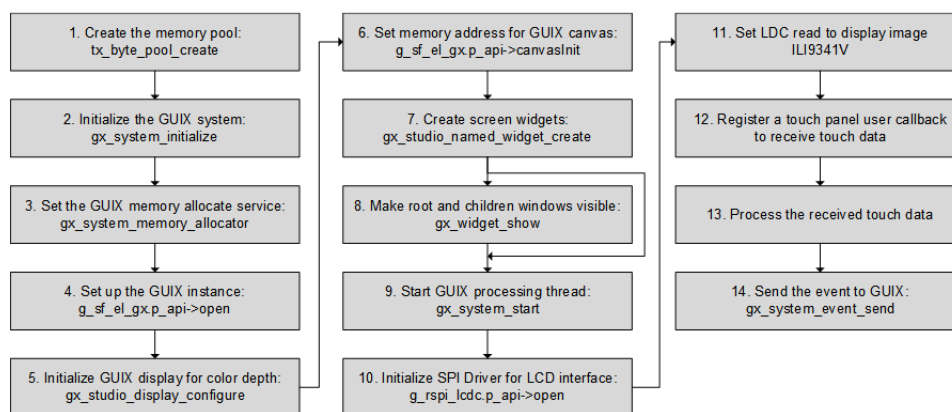 1. Create the memory pool:
tx_byte_pool_create
2. Initialize the GUIX system:
gx_system_initialize
3. Set the GUIX memory allocate service:
gx_system_memory_allocator
4. Set up the GUIX instance:
g_sf_el_gx.p_api->open
5. Initialize GUIX display for color depth:
gx_studio_display_configure
6. Set memory address for GUIX canvas:
g_sf_el_gx.p_api->canvasInit
7. Create screen widgets:
gx_studio_named_widget_create
8. Make root and children windows visible:
gx_widget_show
9. Start GUIX processing thread:
gx_system_start
10. Initialize SPI Driver for LCD interface:
g_rspi_lcdc.p_api->open
11. Set LDC read to display image
ILI9341V
12. Register a touch panel user callback
to receive touch data
13. Process the received touch data
14. Send the event to GUIX:
gx_system_event_send